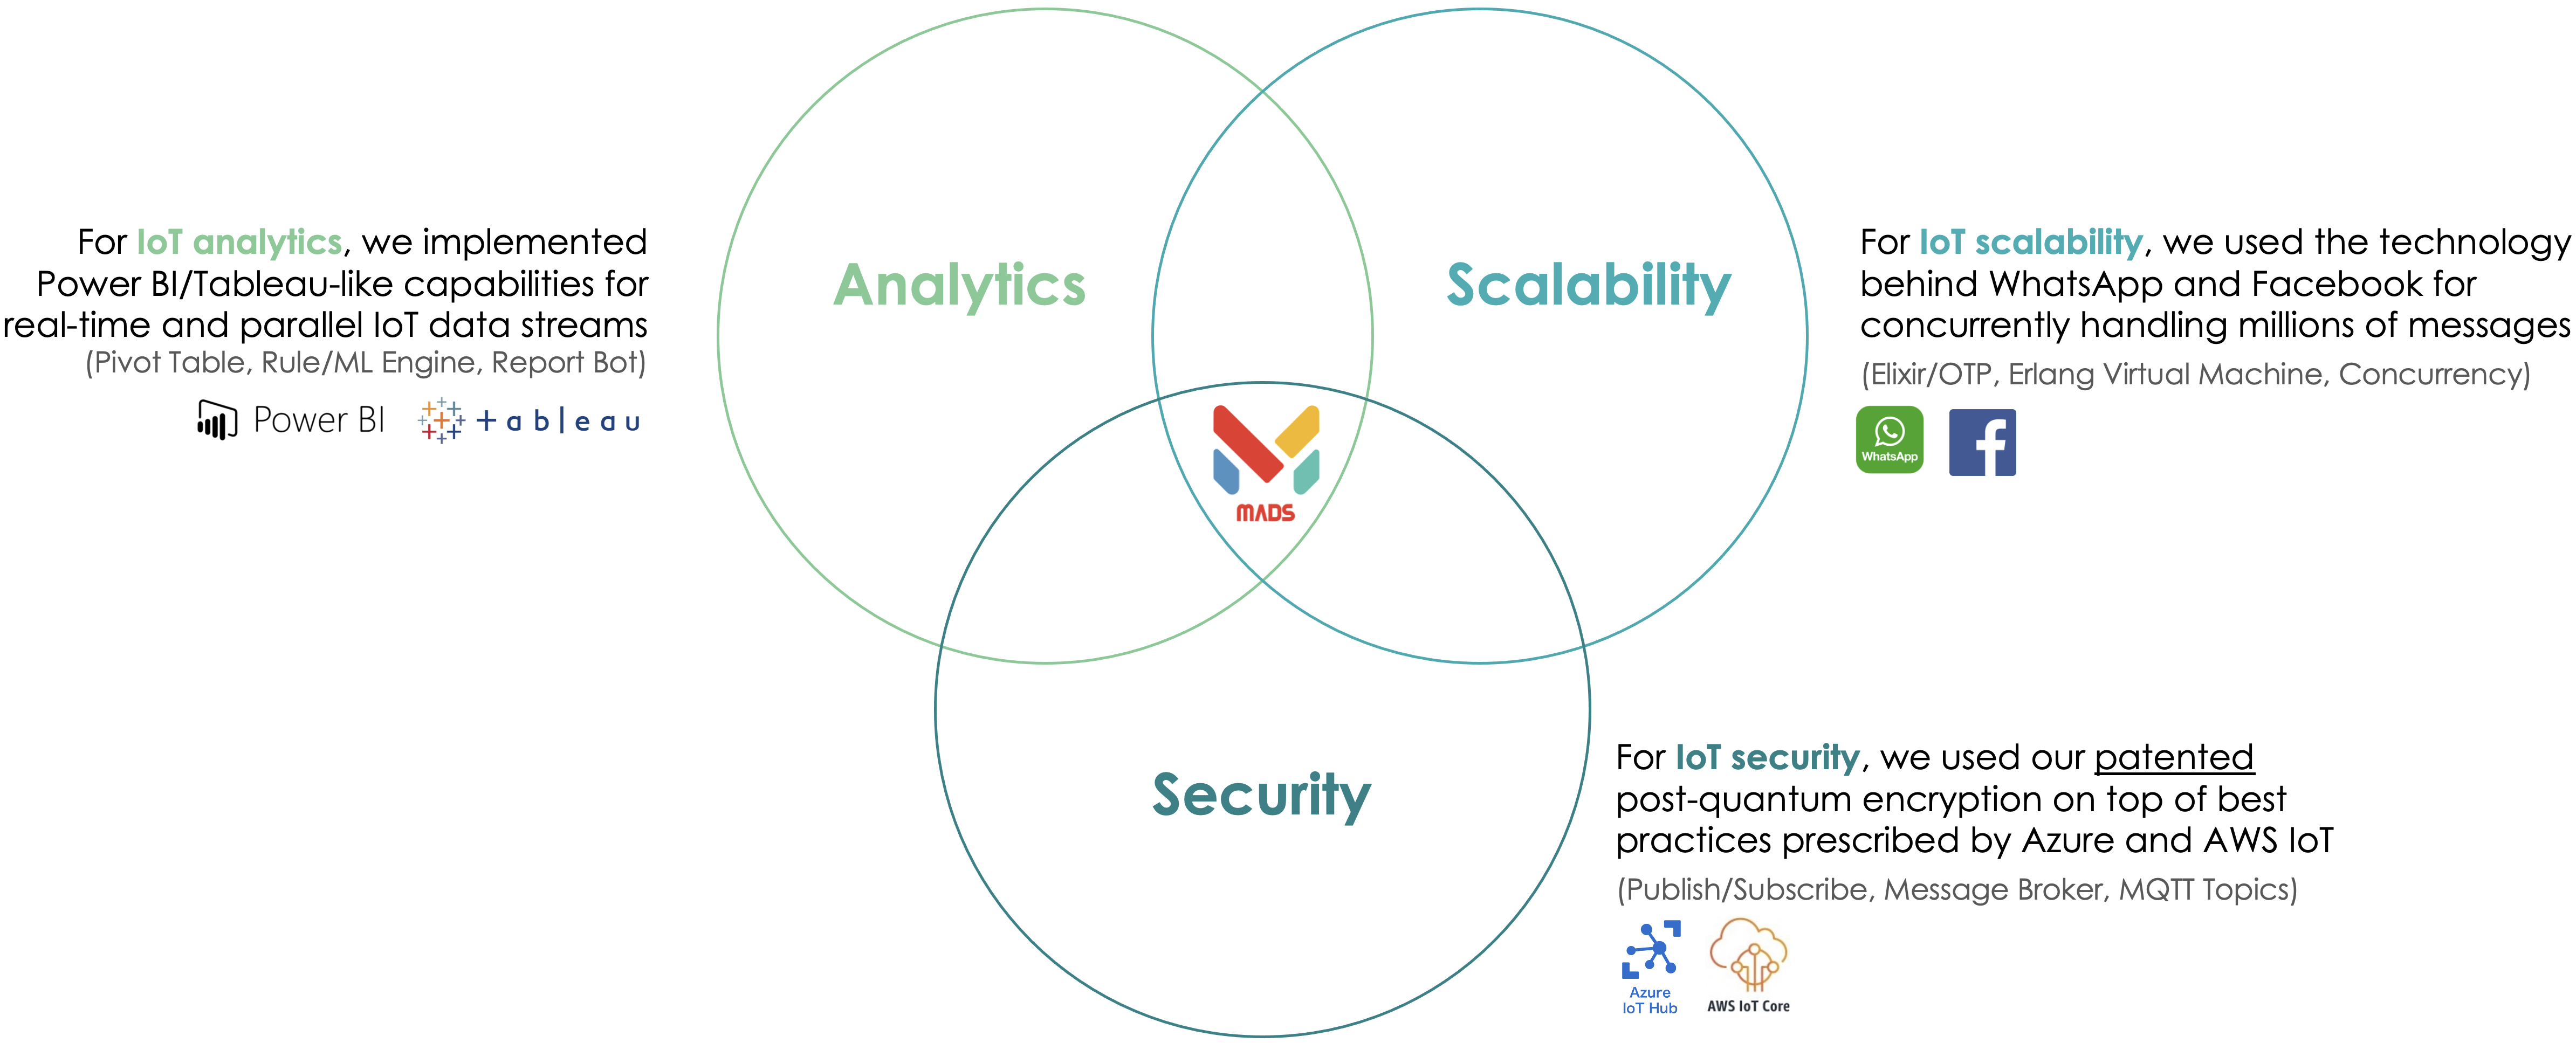 Analytics
Scalability
Security
MADS
For IoT analytics, we implemented
Power BI/Tableau-like capabilities for
real-time and parallel IoT data streams
(Pivot Table, Rule/ML Engine, Report Bot)
Power BI
+ableau
For IoT scalability, we used the technology
behind WhatsApp and Facebook for
concurrently handling millions of messages
(Elixir/OTP, Erlang Virtual Machine, Concurrency)
WhatsApp
f
For IoT security, we used our patented
post-quantum encryption on top of best
practices prescribed by Azure and AWS IoT
(Publish/Subscribe, Message Broker, MQTT Topics)
Azure
IoT Hub
AWS IoT Core